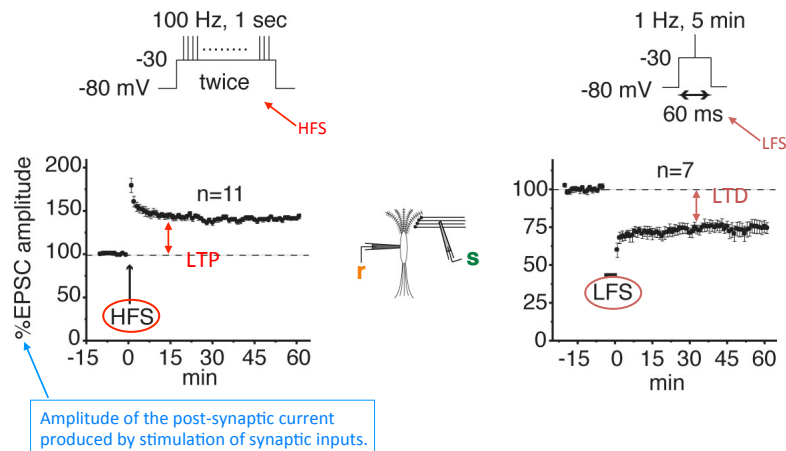 100 Hz, 1 sec
-30
twice
-80 mV
HFS
1 Hz, 5 min
-30
-80 mV
60 ms
LFS
%EPSC amplitude
200
150
100
50
0
n=11
LTP
HFS
-15 0 15 30 45 60
min
r
s
100
75
50
25
0
n=7
LTD
LFS
-15 0 15 30 45 60
min
Amplitude of the post-synaptic current
produced by stimulation of synaptic inputs.